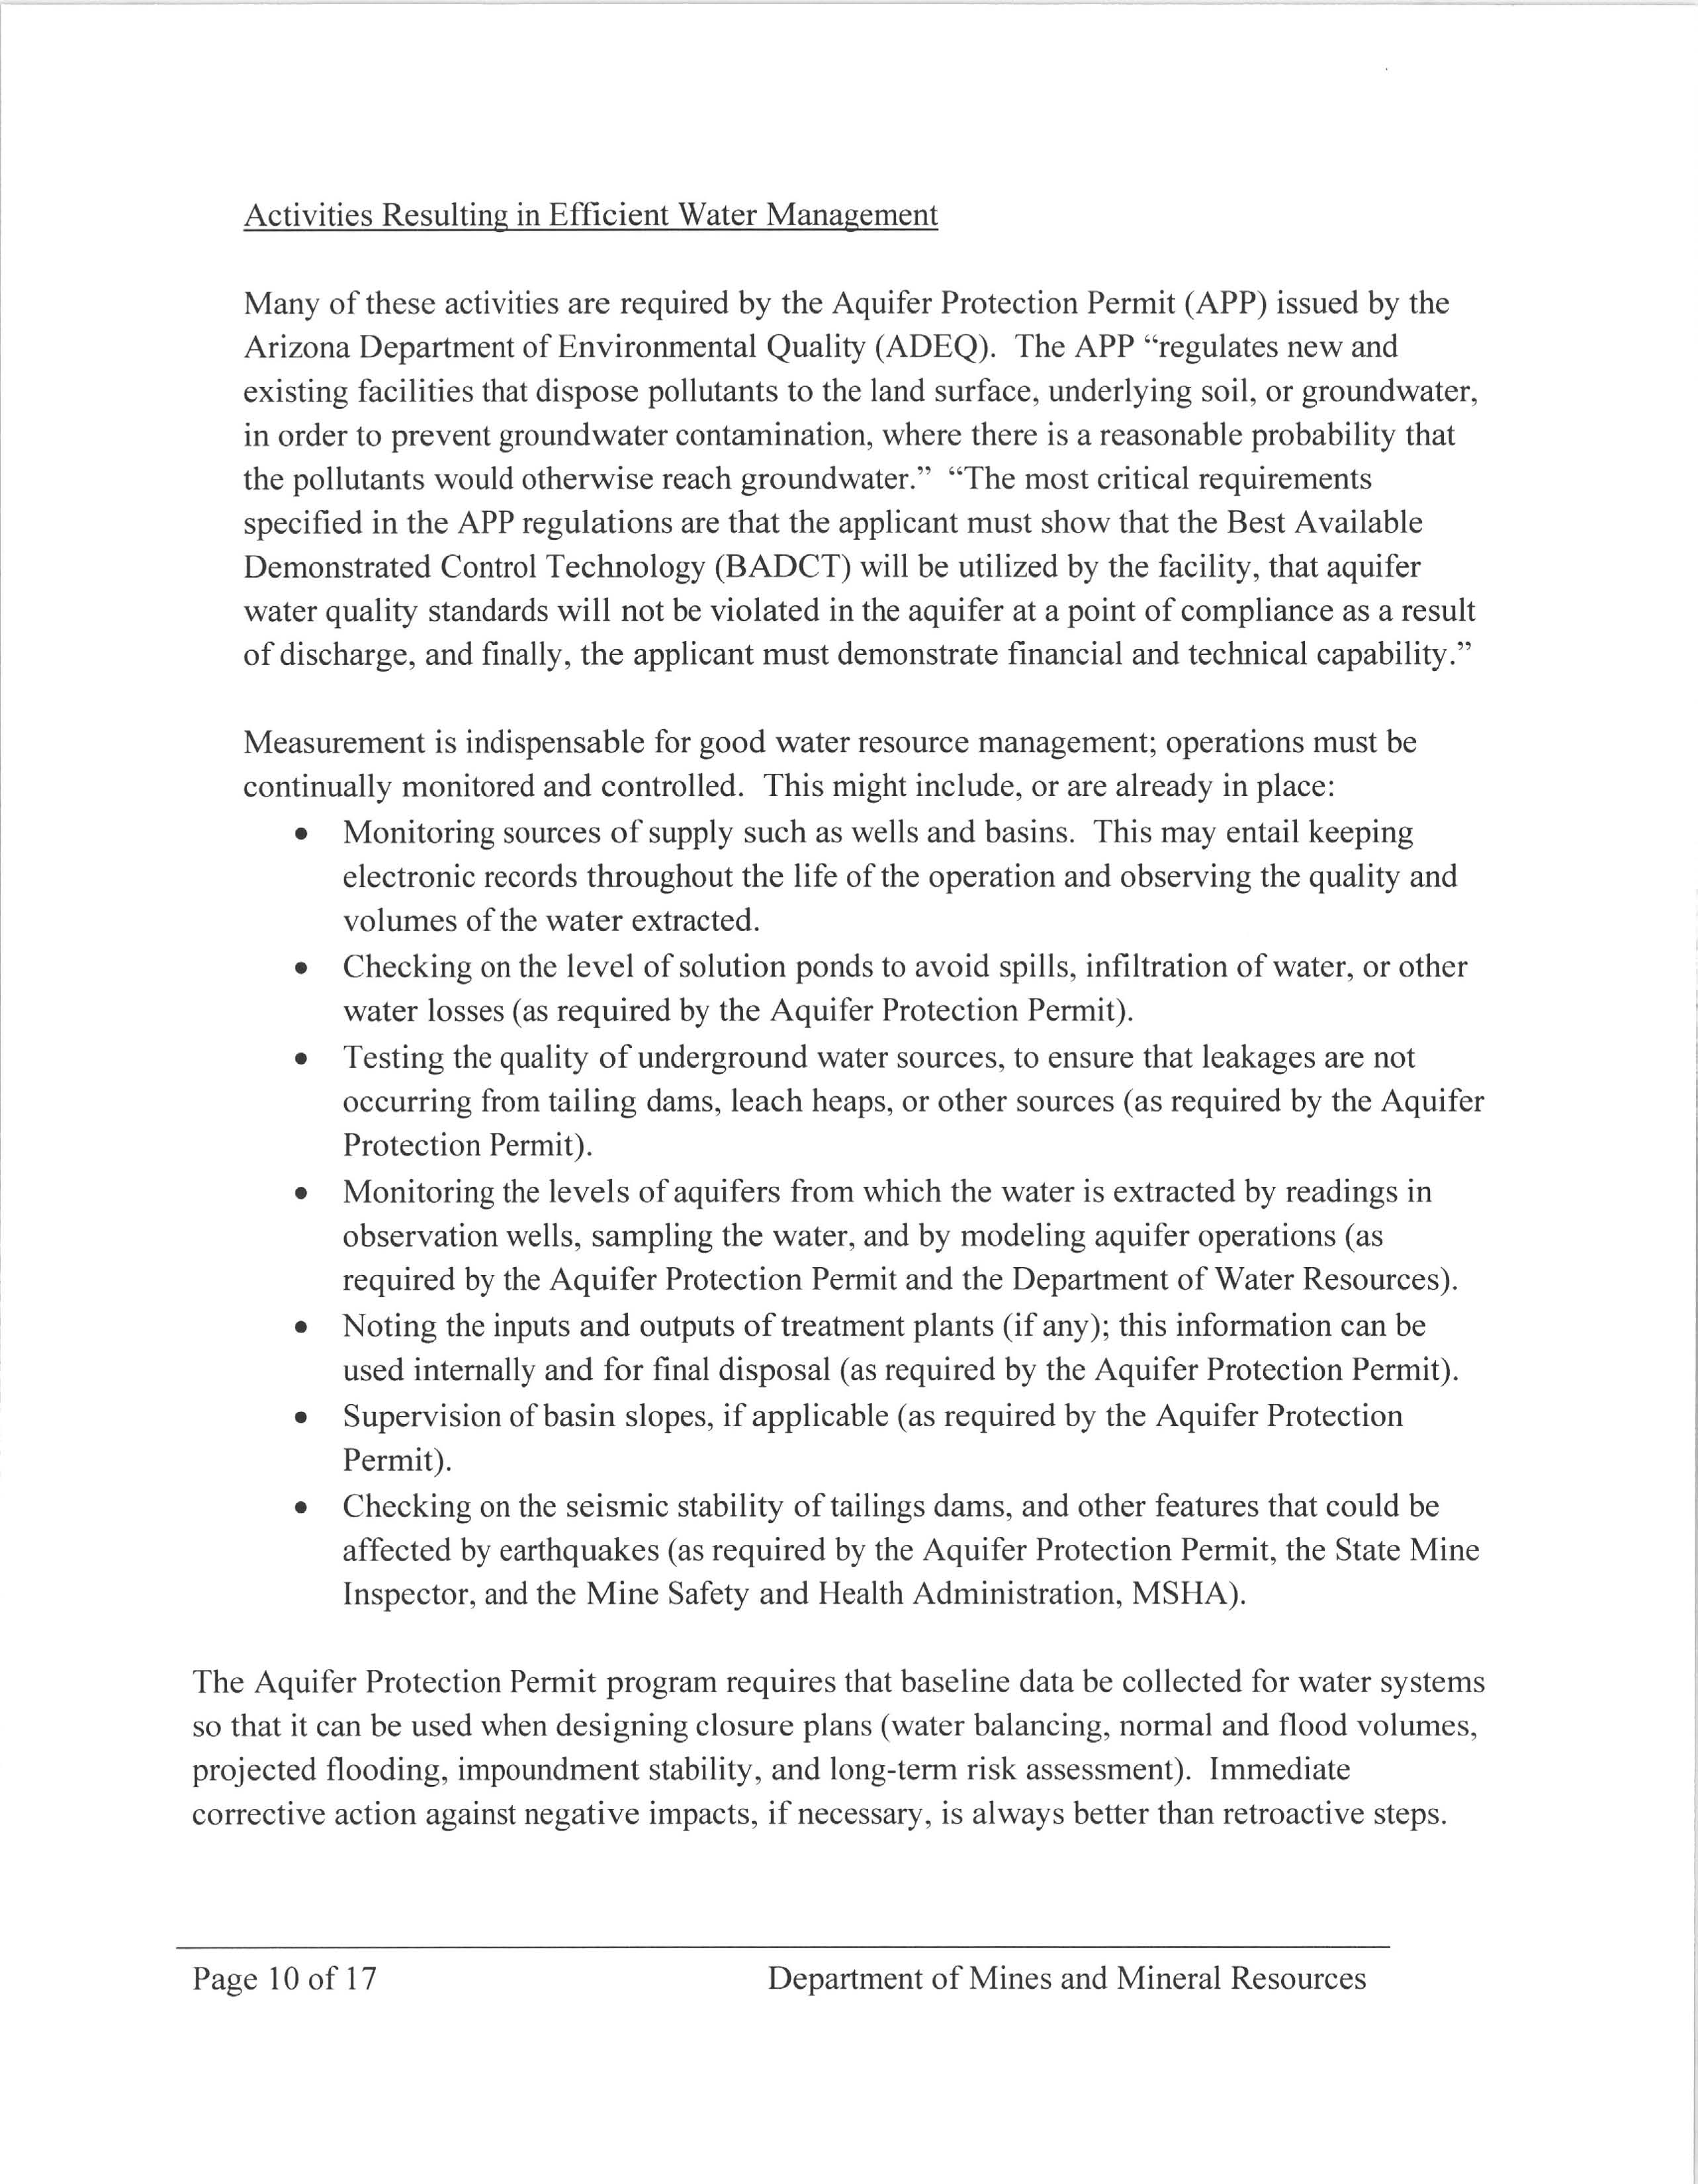 Activities Resulting in Efficient Water Management
Many of these activities are required by the Aquifer Protection Permit (APP) issued by the
Arizona Department of Environmental Quality (ADEQ).  The APP “regulates new and
existing facilities that dispose pollutants to the land surface, underlying soil, or groundwater,
in order to prevent groundwater contamination, where there is a reasonable probability that
the pollutants would otherwise reach groundwater.”  “The most critical requirements
specified in the APP regulations are that the applicant must show that the Best Available
Demonstrated Control Technology (BADCT) will be utilized by the facility, that aquifer
water quality standards will not be violated in the aquifer at a point of compliance as a result
of discharge, and finally, the applicant must demonstrate financial and technical capability.”
Measurement is indispensable for good water resource management; operations must be
continually monitored and controlled.  This might include, or are already in place:
• Monitoring sources of supply such as wells and basins.  This may entail keeping
electronic records throughout the life of the operation and observing the quality and
volumes of the water extracted.
• Checking on the level of solution ponds to avoid spills, infiltration of water, or other
water losses (as required by the Aquifer Protection Permit).
• Testing the quality of underground water sources, to ensure that leakages are not
occurring from tailing dams, leach heaps, or other sources (as required by the Aquifer
Protection Permit).
• Monitoring the levels of aquifers from which the water is extracted by readings in
observation wells, sampling the water, and by modeling aquifer operations (as
required by the Aquifer Protection Permit and the Department of Water Resources).
• Noting the inputs and outputs of treatment plants (if any); this information can be
used internally and for final disposal (as required by the Aquifer Protection Permit).
• Supervision of basin slopes, if applicable (as required by the Aquifer Protection
Permit).
• Checking on the seismic stability of tailings dams, and other features that could be
affected by earthquakes (as required by the Aquifer Protection Permit, the State Mine
Inspector, and the Mine Safety and Health Administration, MSHA).
The Aquifer Protection Permit program requires that baseline data be collected for water systems
so that it can be used when designing closure plans (water balancing, normal and flood volumes,
projected flooding, impoundment stability, and long-term risk assessment).  Immediate
corrective action against negative impacts, if necessary, is always better than retroactive steps.
Page 10 of 17 Department of Mines and Mineral Resources